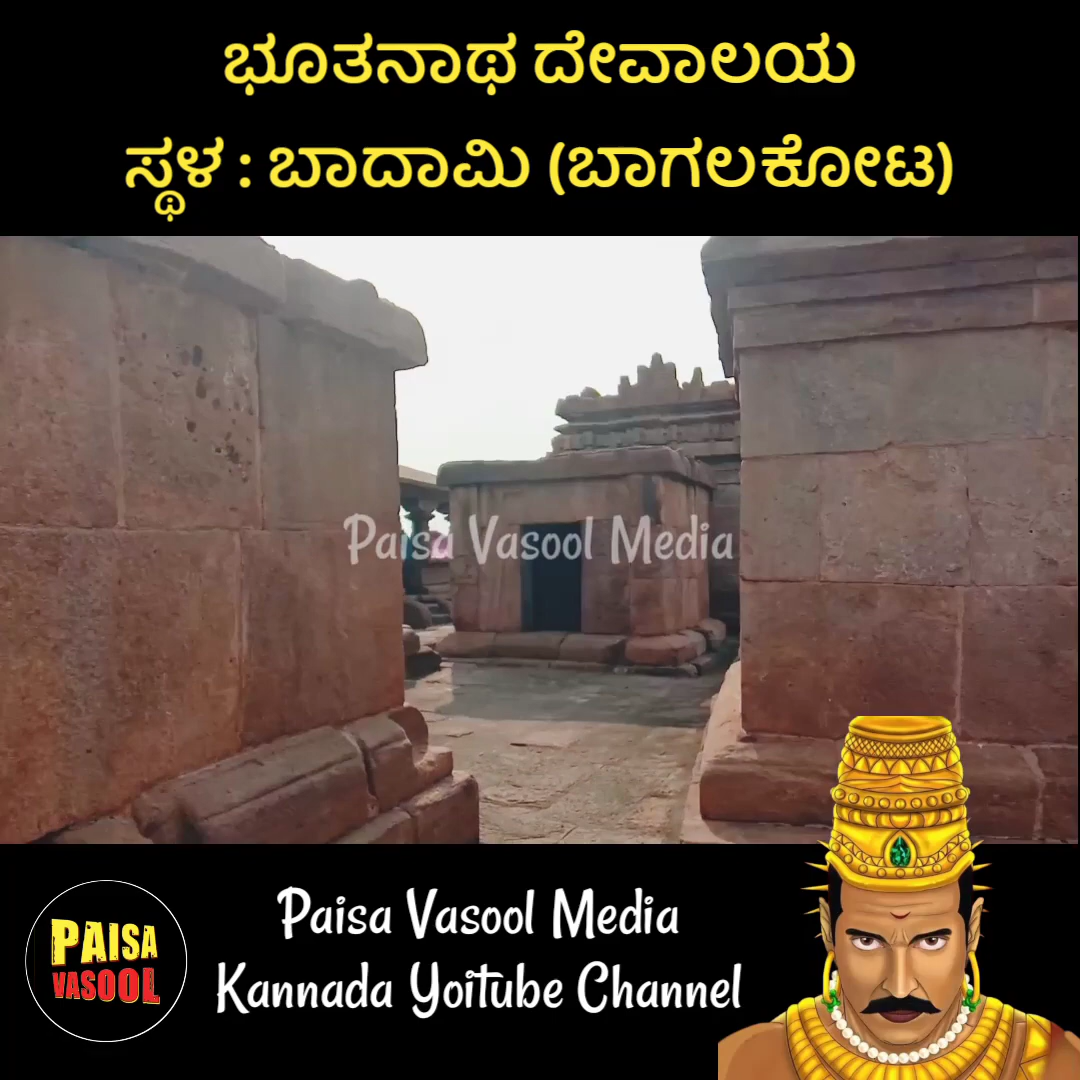 ಭೂತನಾಥ ದೇವಾಲಯ
ಸ್ಥಳ : ಬಾದಾಮಿ (ಬಾಗಲಕೋಟ)
Paisa Vasool Media
PAISA
VASOOL
Paisa Vasool Media
Kannada Yoitube Channel